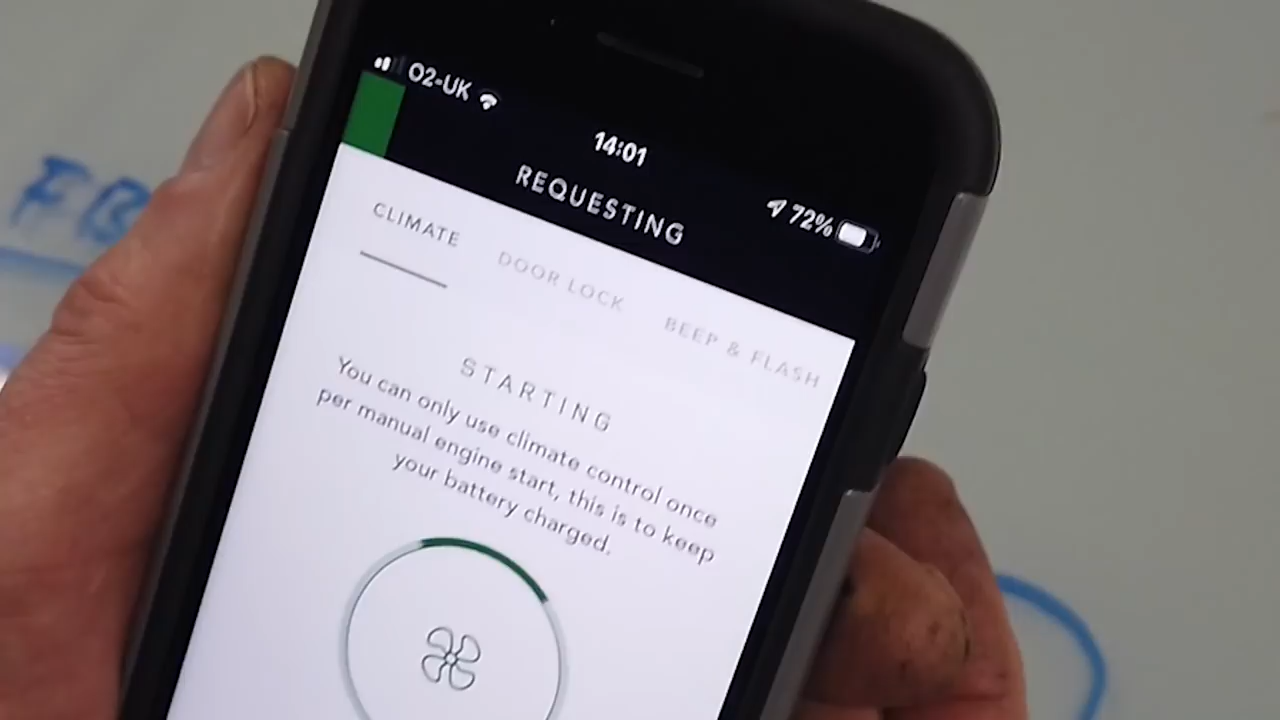 O2-UK
14:01
72%
REQUESTING
CLIMATE
DOOR LOCK
BEEP & FLASH
STARTING
You can only use climate control once
per manual engine start, this is to keep
your battery charged.
FB